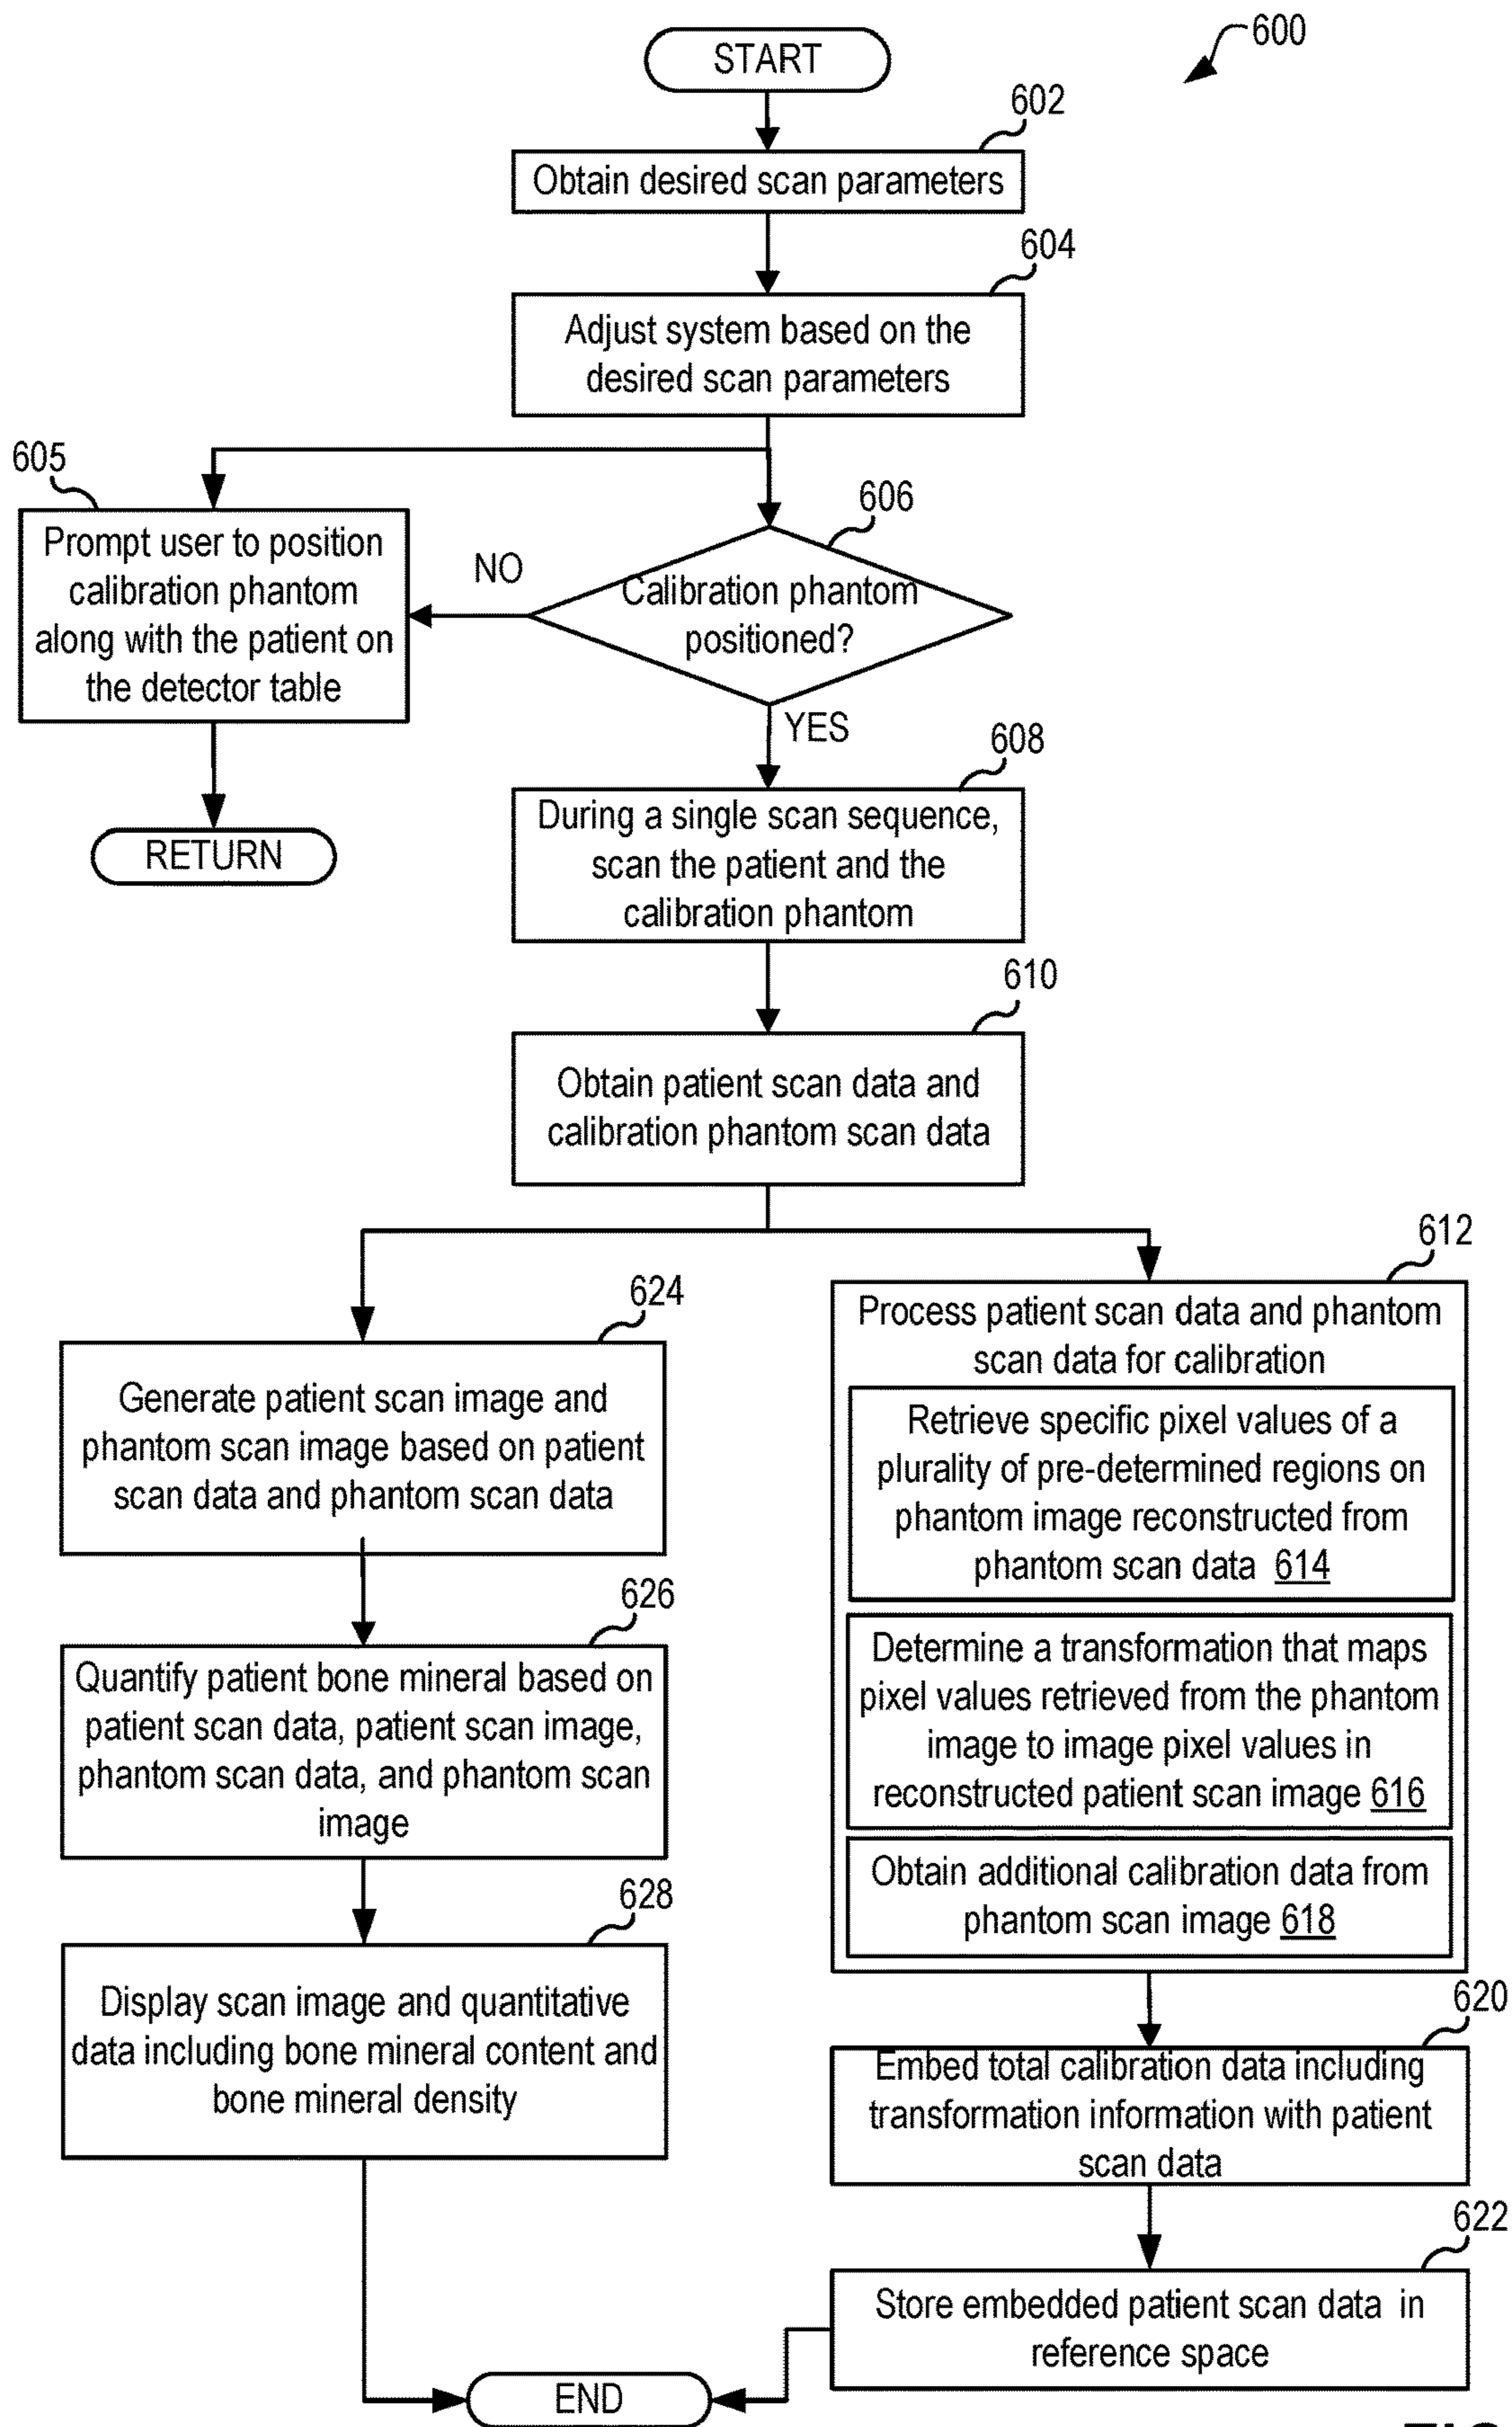 600
START
602
Obtain desired scan parameters
604
Adjust system based on the
desired scan parameters
605
Prompt user to position
calibration phantom
along with the patient on
the detector table
RETURN
606
NO
Calibration phantom
positioned?
YES
608
During a single scan sequence,
scan the patient and the
calibration phantom
610
Obtain patient scan data and
calibration phantom scan data
624
Generate patient scan image and
phantom scan image based on patient
scan data and phantom scan data
626
Quantify patient bone mineral based on
patient scan data, patient scan image,
phantom scan data, and phantom scan
image
628
Display scan image and quantitative
data including bone mineral content and
bone mineral density
612
Process patient scan data and phantom
scan data for calibration
Retrieve specific pixel values of a
plurality of pre-determined regions on
phantom image reconstructed from
phantom scan data 614
Determine a transformation that maps
pixel values retrieved from the phantom
image to image pixel values in
reconstructed patient scan image 616
Obtain additional calibration data from
phantom scan image 618
620
Embed total calibration data including
transformation information with patient
scan data
622
Store embedded patient scan data in
reference space
END